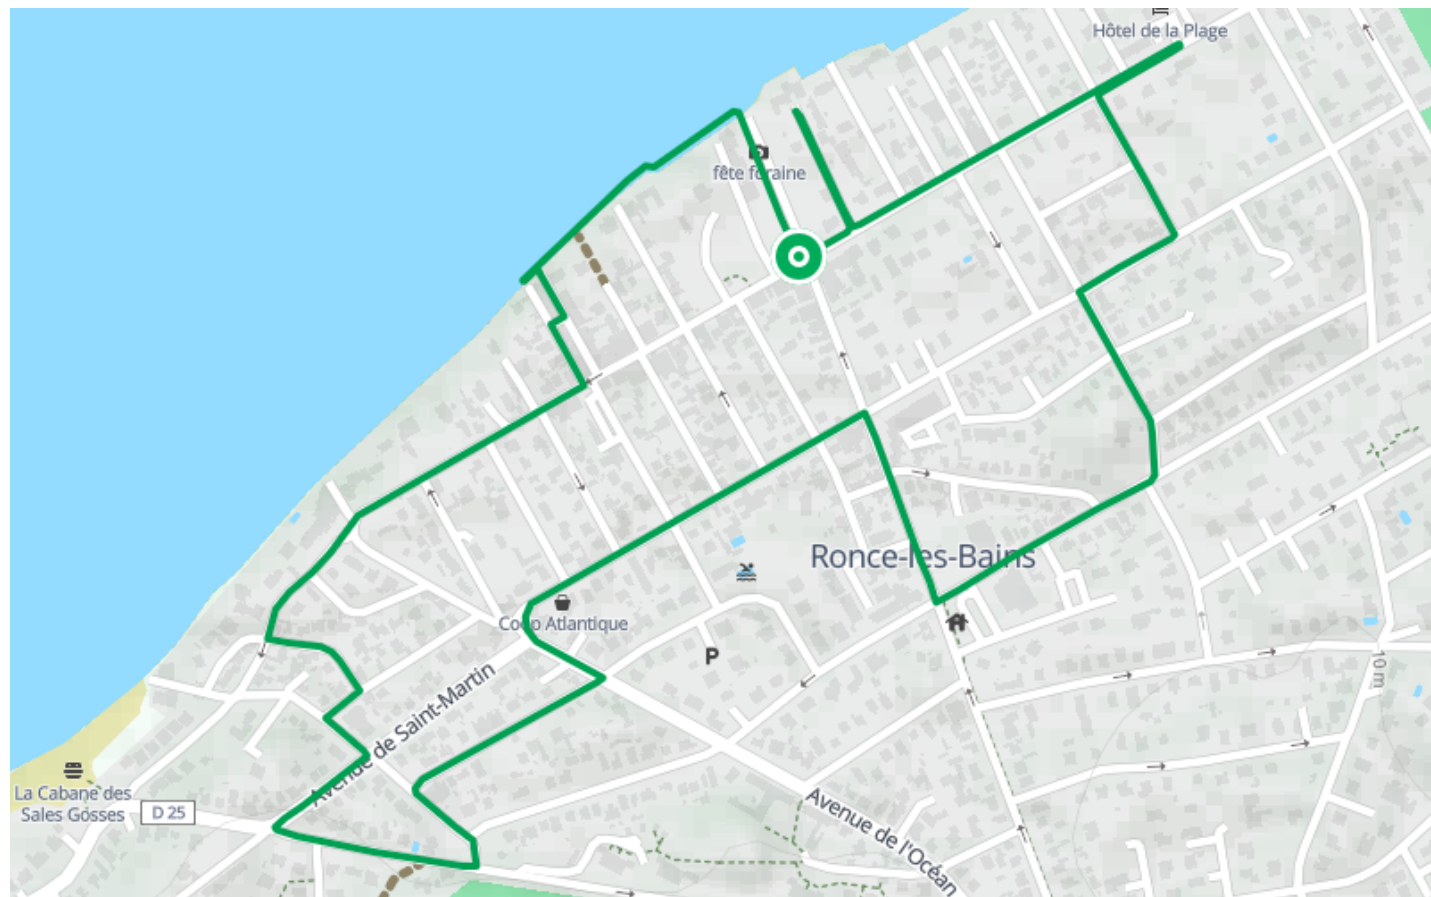 Hôtel de la Plage
fête foraine
Ronce-les-Bains
Coop Atlantique
P
Avenue de Saint-Martin
10 m
La Cabane des
Sales Gosses
D 25
Avenue de l'Océan